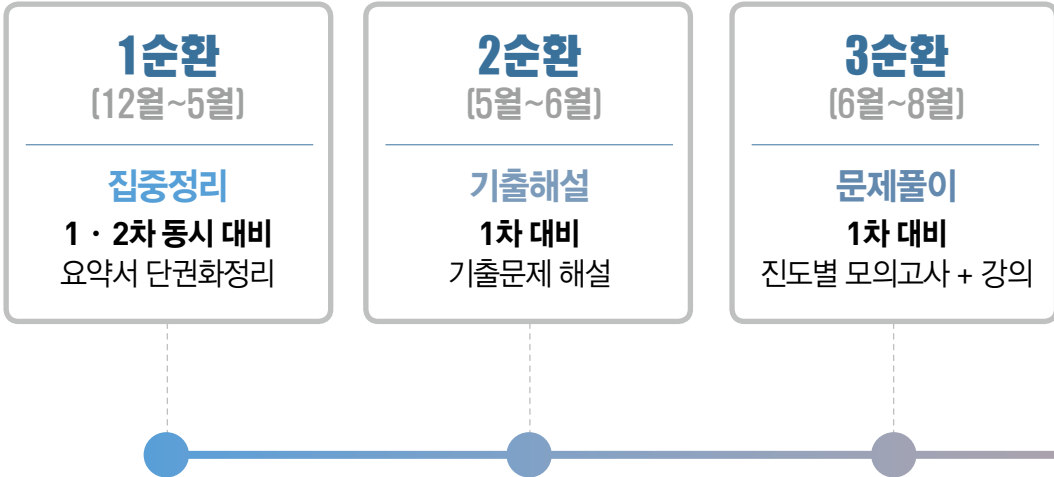 1순환
(12월~5월)
집중정리
1 · 2차 동시 대비
요약서 단권화정리
2순환
(5월~6월)
기출해설
1차 대비
기출문제 해설
3순환
(6월~8월)
문제풀이
1차 대비
진도별 모의고사 + 강의